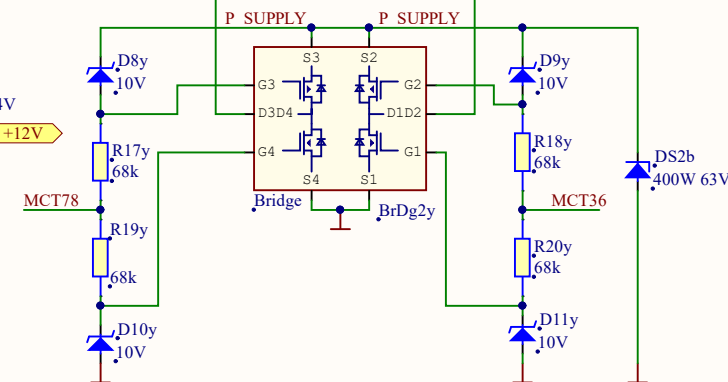 P SUPPLY P SUPPLY
D8y
10V
S3 S2
D9y
10V
G3 G2
4V
D3D4 D1D2
+12V
R17y
68k
G4 G1
R18y
68k
DS2b
400W 63V
S4 S1
MCT78
Bridge
BrDg2y
MCT36
R19y
68k
R20y
68k
D10y
10V
D11y
10V